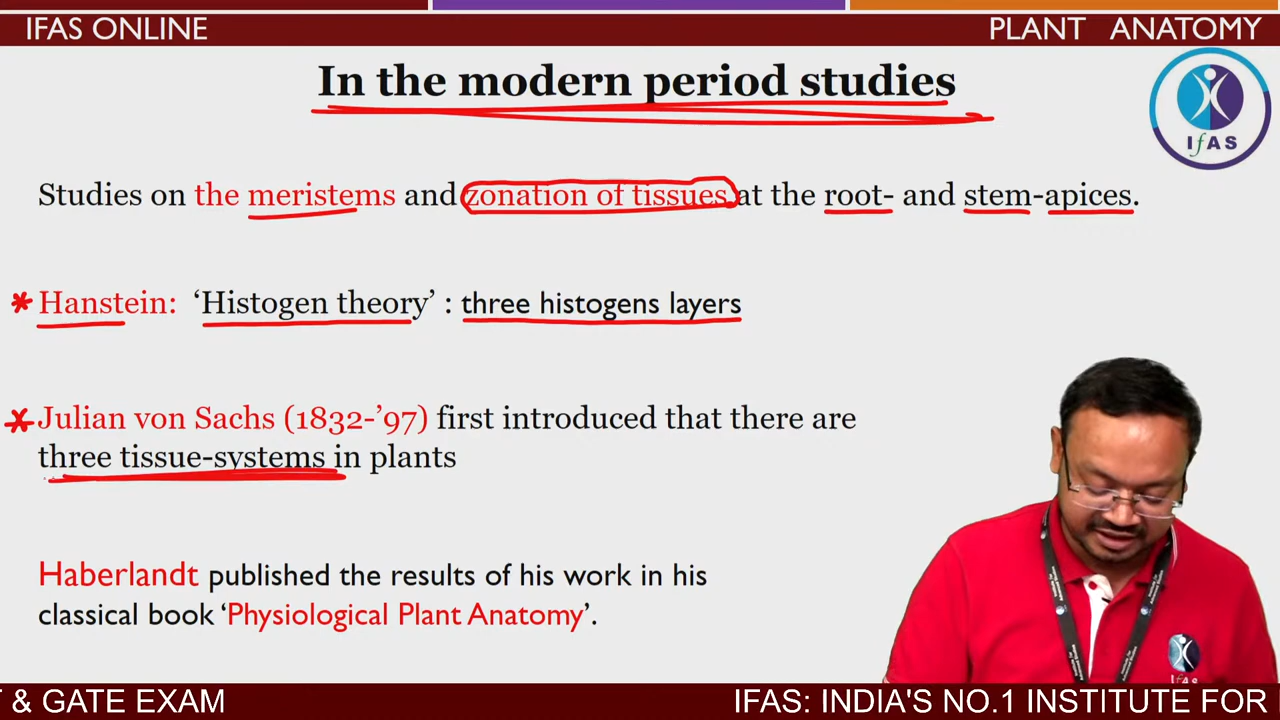 IFAS ONLINE
PLANT ANATOMY
In the modern period studies
IfAS
Studies on the meristems and zonation of tissues at the root- and stem-apices.
Hanstein: ‘Histogen theory’ : three histogens layers
Julian von Sachs (1832-’97) first introduced that there are
three tissue-systems in plants
Haberlandt published the results of his work in his
classical book ‘Physiological Plant Anatomy’.
IfAS
& GATE EXAM
IFAS: INDIA'S NO.1 INSTITUTE FOR